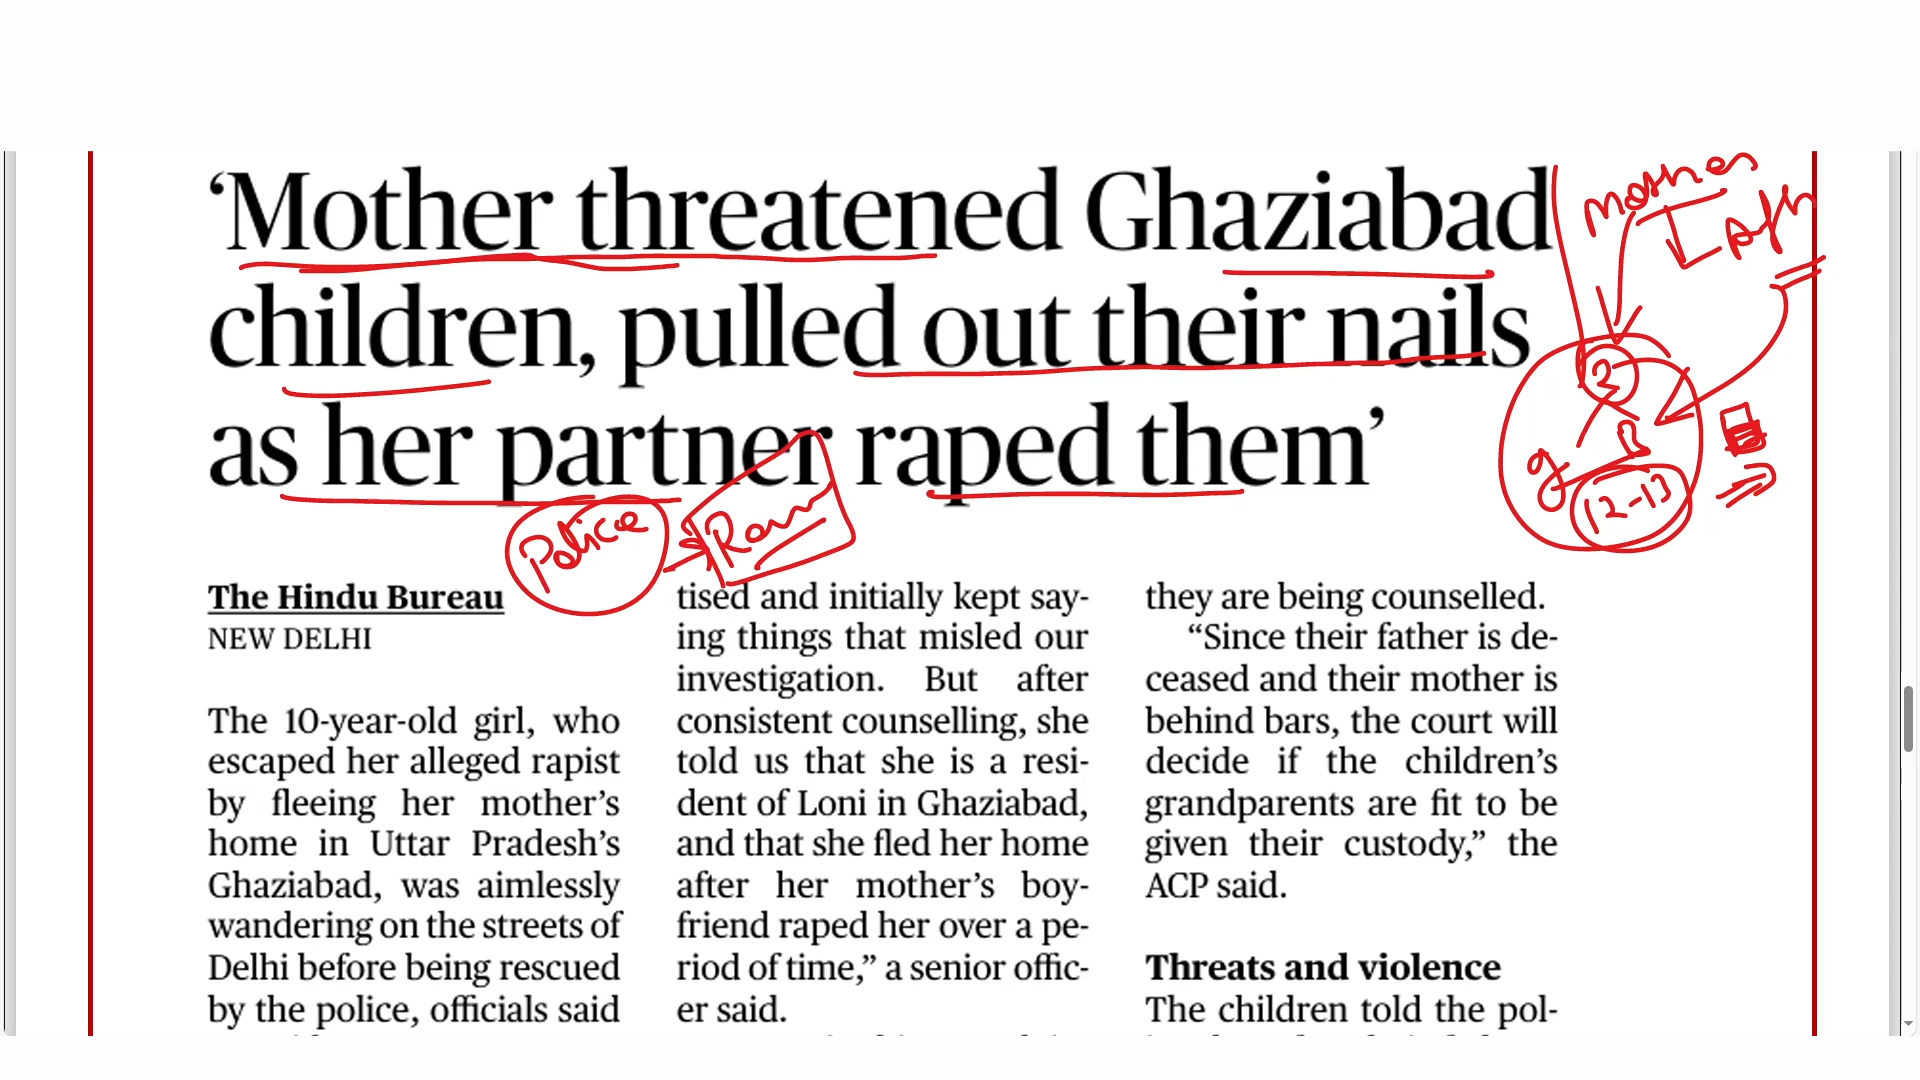 ‘Mother threatened Ghaziabad
children, pulled out their nails
as her partner raped them’
mother
2
g B
12-13
Police
The Hindu Bureau
NEW DELHI
The 10-year-old girl, who
escaped her alleged rapist
by fleeing her mother’s
home in Uttar Pradesh’s
Ghaziabad, was aimlessly
wandering on the streets of
Delhi before being rescued
by the police, officials said
tised and initially kept say-
ing things that misled our
investigation. But after
consistent counselling, she
told us that she is a resi-
dent of Loni in Ghaziabad,
and that she fled her home
after her mother’s boy-
friend raped her over a pe-
riod of time,” a senior offic-
er said.
they are being counselled.
“Since their father is de-
ceased and their mother is
behind bars, the court will
decide if the children’s
grandparents are fit to be
given their custody,” the
ACP said.
Threats and violence
The children told the pol-